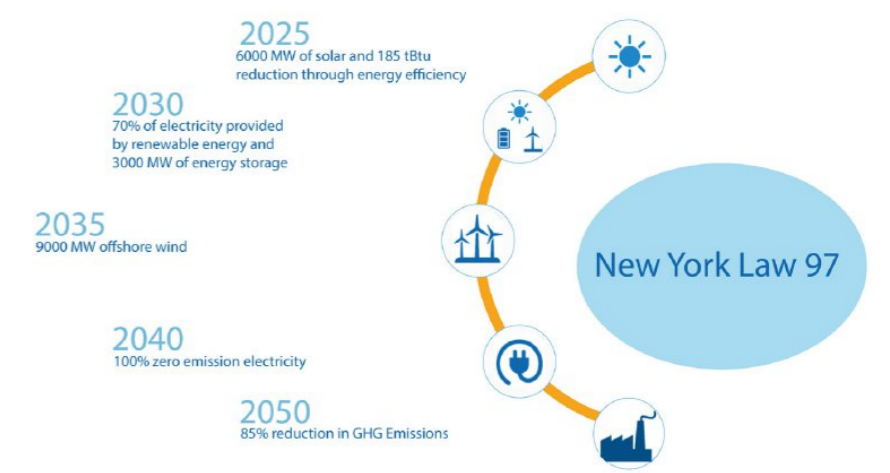 2025
6000 MW of solar and 185 tBtu
reduction through energy efficiency
2030
70% of electricity provided
by renewable energy and
3000 MW of energy storage
2035
9000 MW offshore wind
New York Law 97
2040
100% zero emission electricity
2050
85% reduction in GHG Emissions